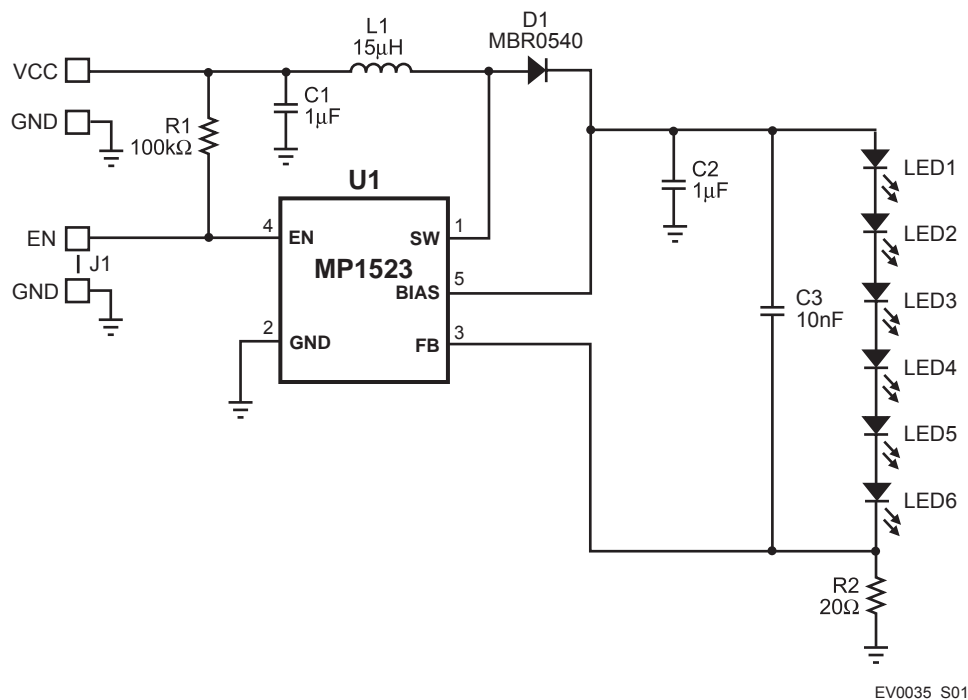 D1
MBR0540
L1
15μH
VCC
C1
1μF
GND
R1
100kΩ
C2
1μF
LED1
U1
LED2
EN
4
EN
SW
1
J1
MP1523
GND
BIAS
5
C3
10nF
LED3
2
GND
FB
3
LED4
LED5
LED6
R2
20Ω
EV0035_S01